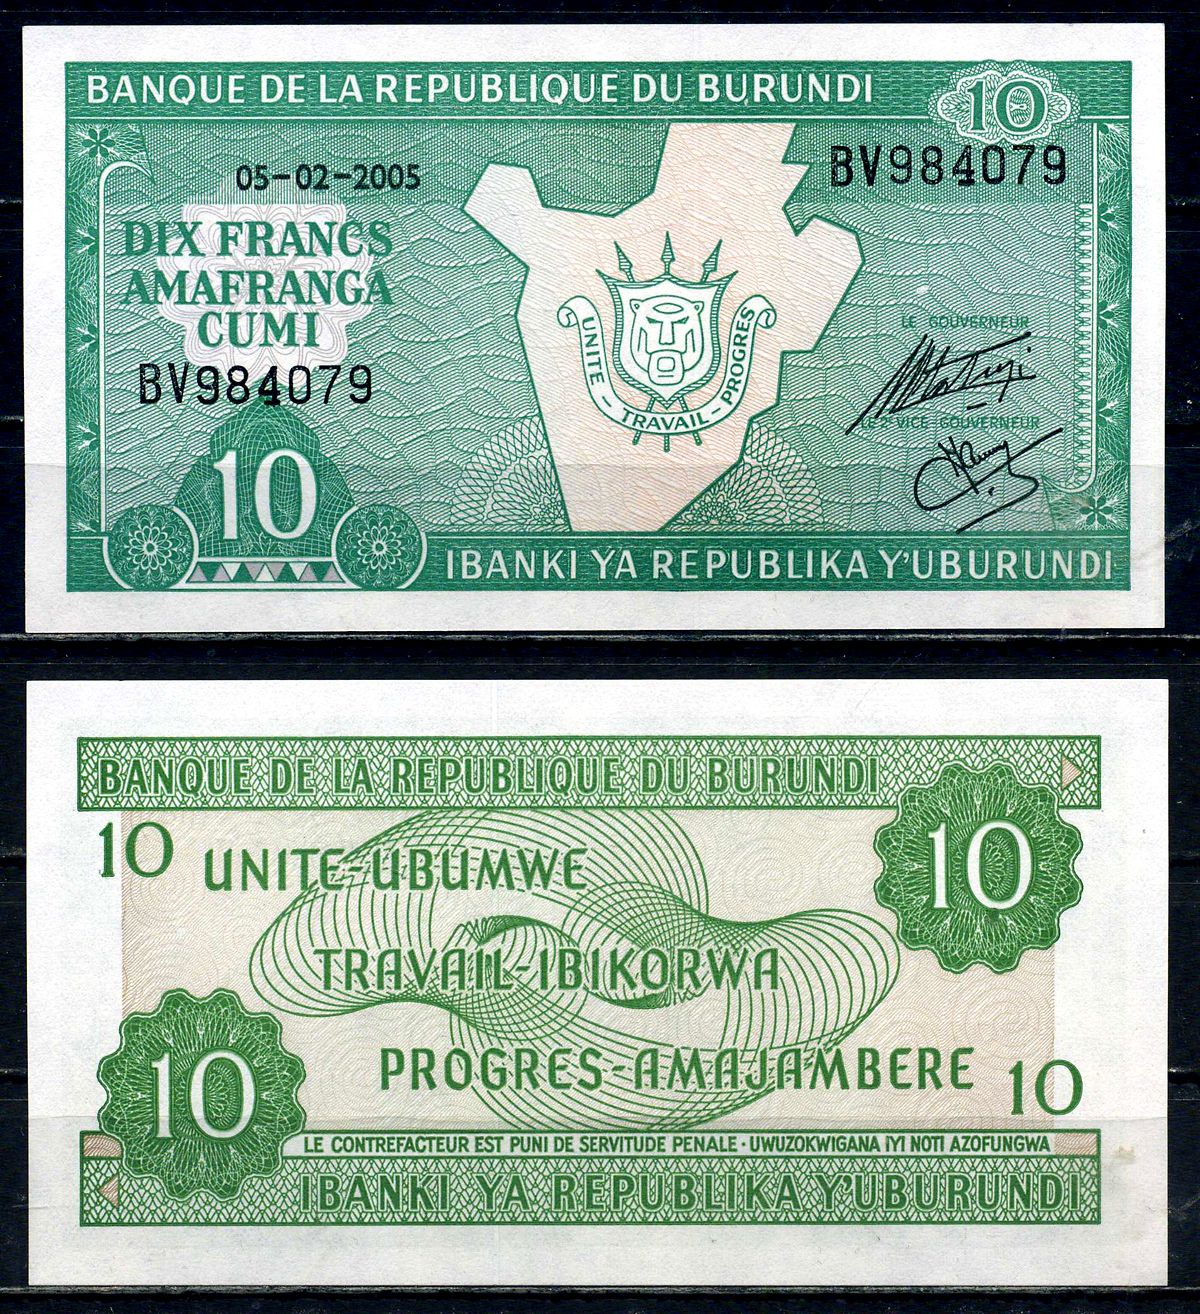 BANQUE DE LA REPUBLIQUE DU BURUNDI
10
05-02-2005
BV984079
DIX FRANCS
AMAFRANGA
CUMI
BV984079
UNITE - TRAVAIL - PROGRES
LE GOUVERNEUR
LE 2e VICE-GOUVERNEUR
10
IBANKI YA REPUBLIKA Y'UBURUNDI
BANQUE DE LA REPUBLIQUE DU BURUNDI
10
10
UNITE-UBUMWE
TRAVAIL-IBIKORWA
PROGRES-AMAJAMBERE
10
10
LE CONTREFACTEUR EST PUNI DE SERVITUDE PENALE · UWUZOKWIGANA IYI NOTI AZOFUNGWA
IBANKI YA REPUBLIKA Y'UBURUNDI